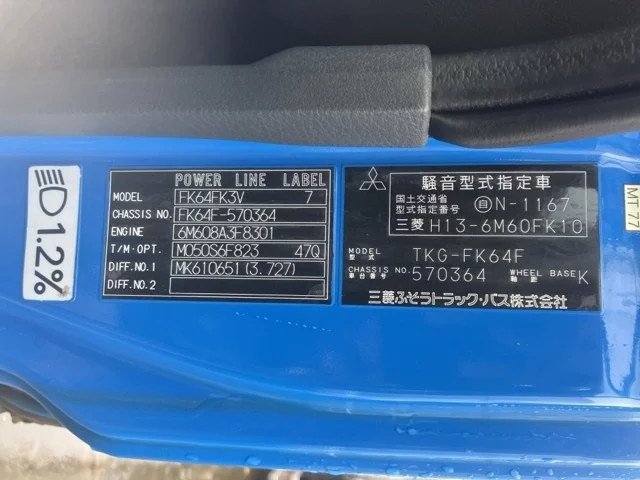 1.2%
POWER LINE LABEL
MODEL FK64FK3V 7
CHASSIS NO. FK64F-570364
ENGINE 6M608A3F8301
T/M・OPT. M050S6F823 47Q
DIFF.NO.1 MK610651(3.727)
DIFF.NO.2
騒音型式指定車
国土交通省
型式指定番号 自N-1167
三菱 H13-6M60FK10
MODEL
型式 TKG-FK64F
CHASSIS NO.
車台番号 570364 WHEEL BASE
軸距 K
三菱ふそうトラック・バス株式会社
MT77